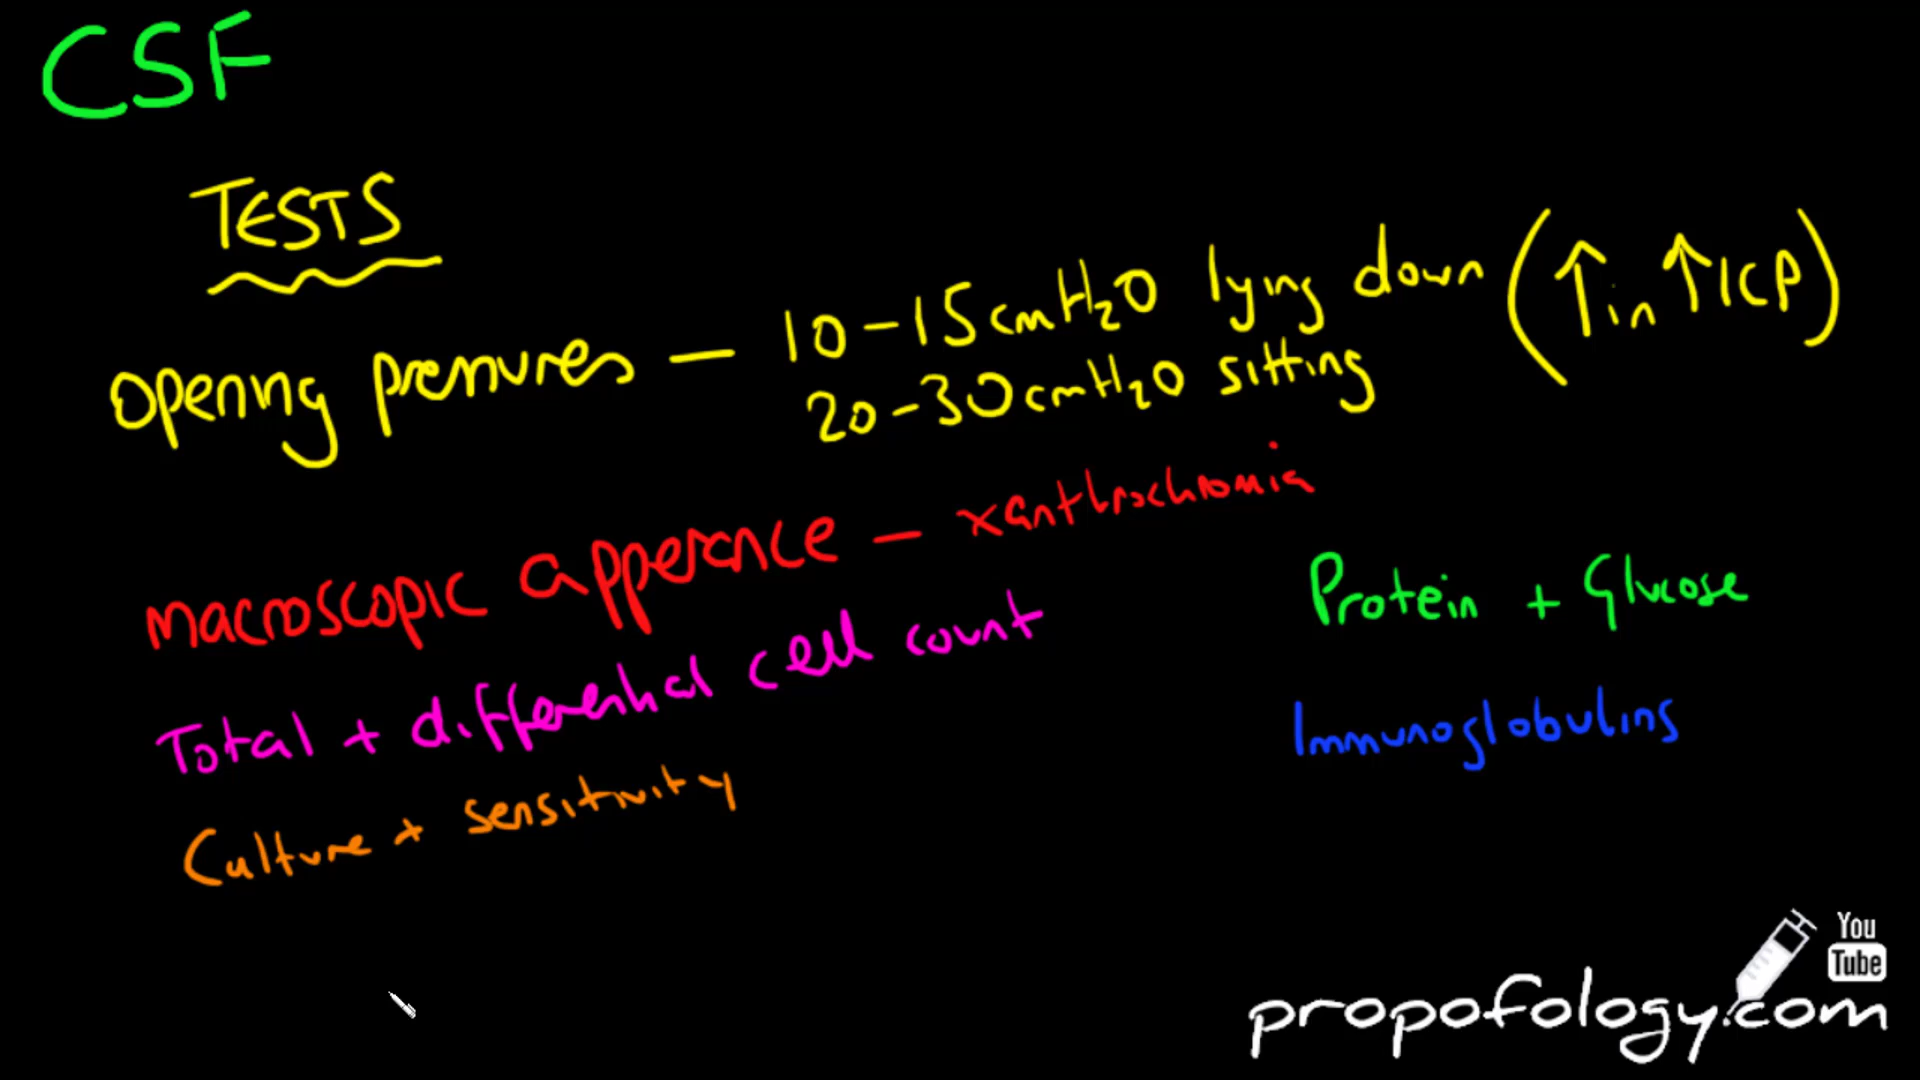 CSF
TESTS
Opening pressures — 10-15cmH₂O lying down (↑in ↑ICP)
20-30cmH₂O sitting
macroscopic apperance — xanthrochromia
Total + differential cell count
Culture + sensitivity
Protein + Glucose
Immunoglobulins
You
Tube
propofology.com